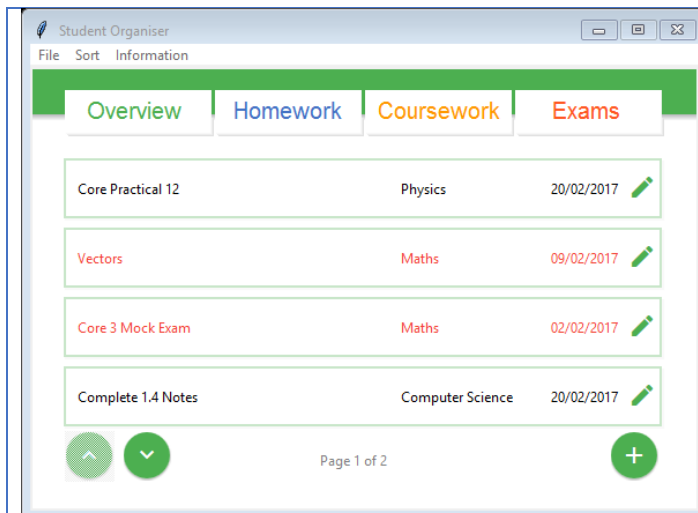 Student Organiser
File Sort Information
Overview Homework Coursework Exams
Core Practical 12 Physics 20/02/2017
Vectors Maths 09/02/2017
Core 3 Mock Exam Maths 02/02/2017
Complete 1.4 Notes Computer Science 20/02/2017
Page 1 of 2